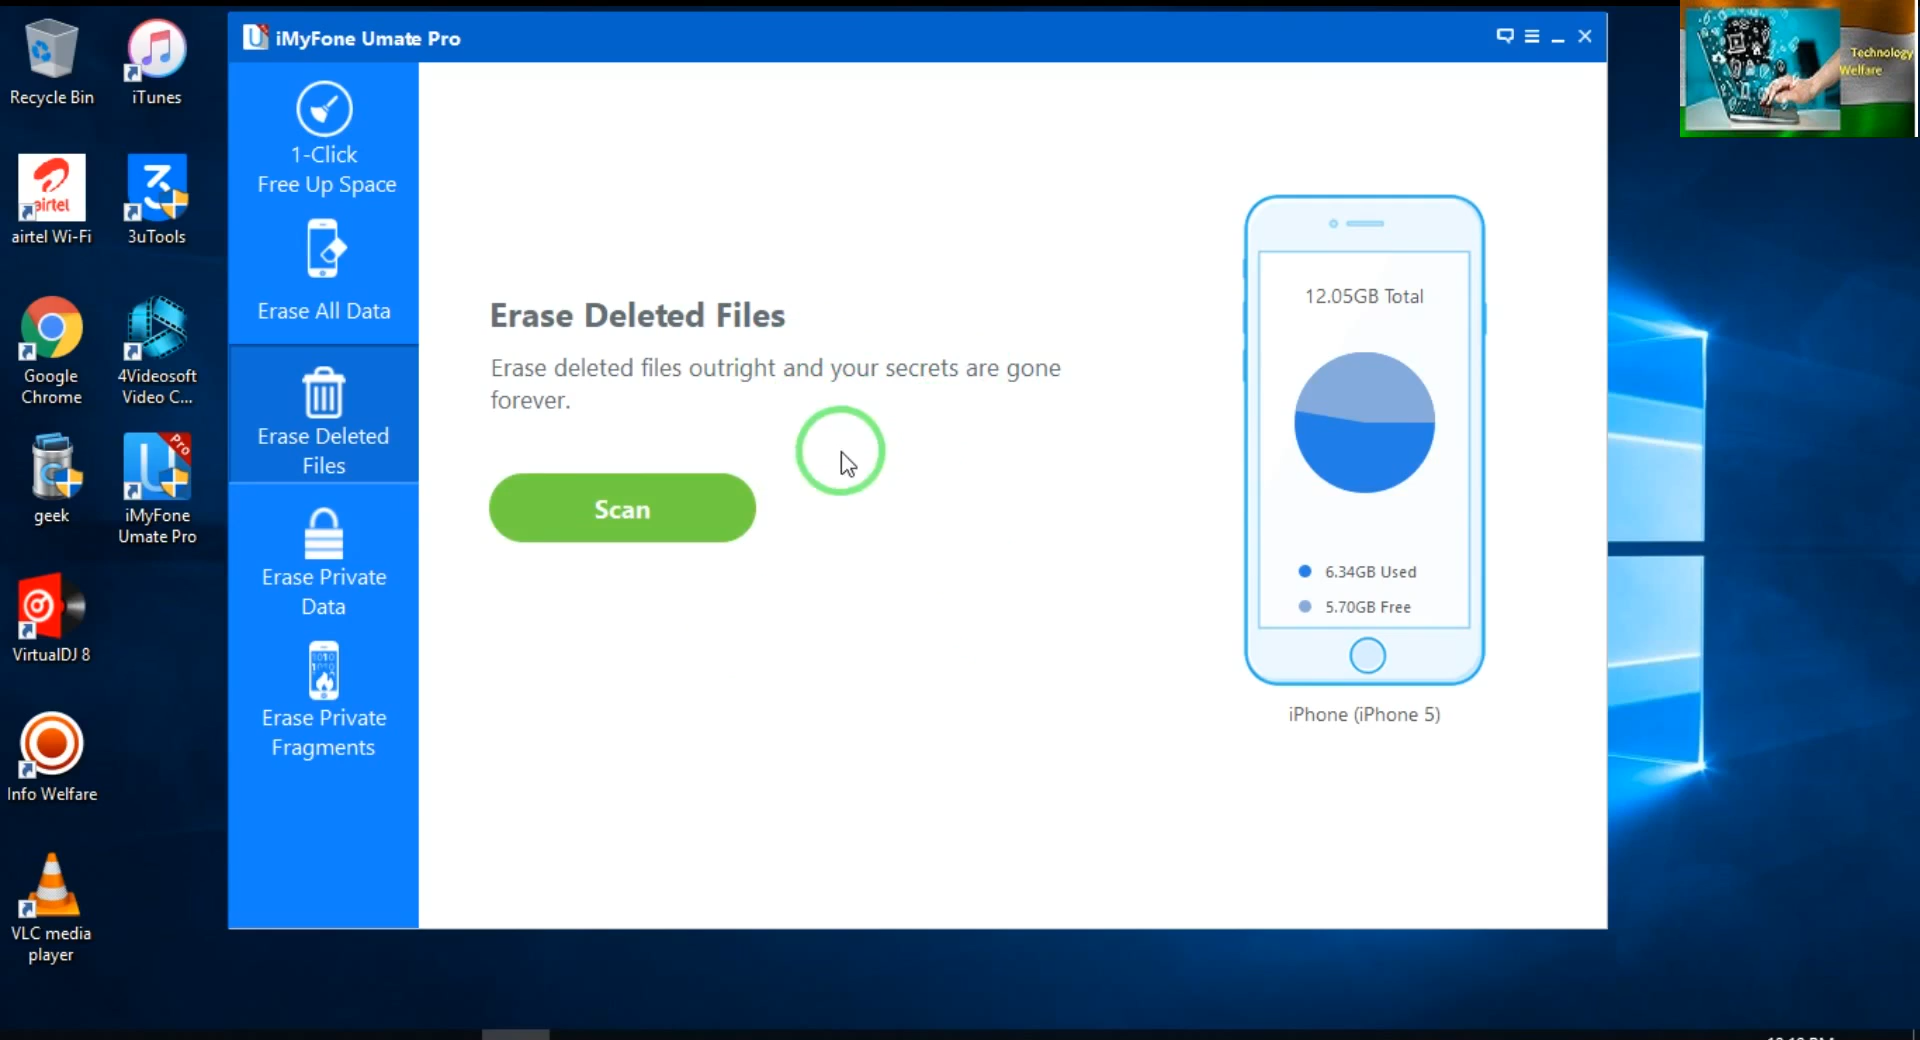 iMyFone Umate Pro
Technology
Welfare
Recycle Bin
iTunes
airtel
airtel Wi-Fi
3uTools
Google
Chrome
4Videosoft
Video C...
geek
Pro
iMyFone
Umate Pro
VirtualDJ 8
Info Welfare
VLC media
player
1-Click
Free Up Space
Erase All Data
Erase Deleted
Files
Erase Private
Data
Erase Private
Fragments
Erase Deleted Files
Erase deleted files outright and your secrets are gone
forever.
Scan
12.05GB Total
6.34GB Used
5.70GB Free
iPhone (iPhone 5)